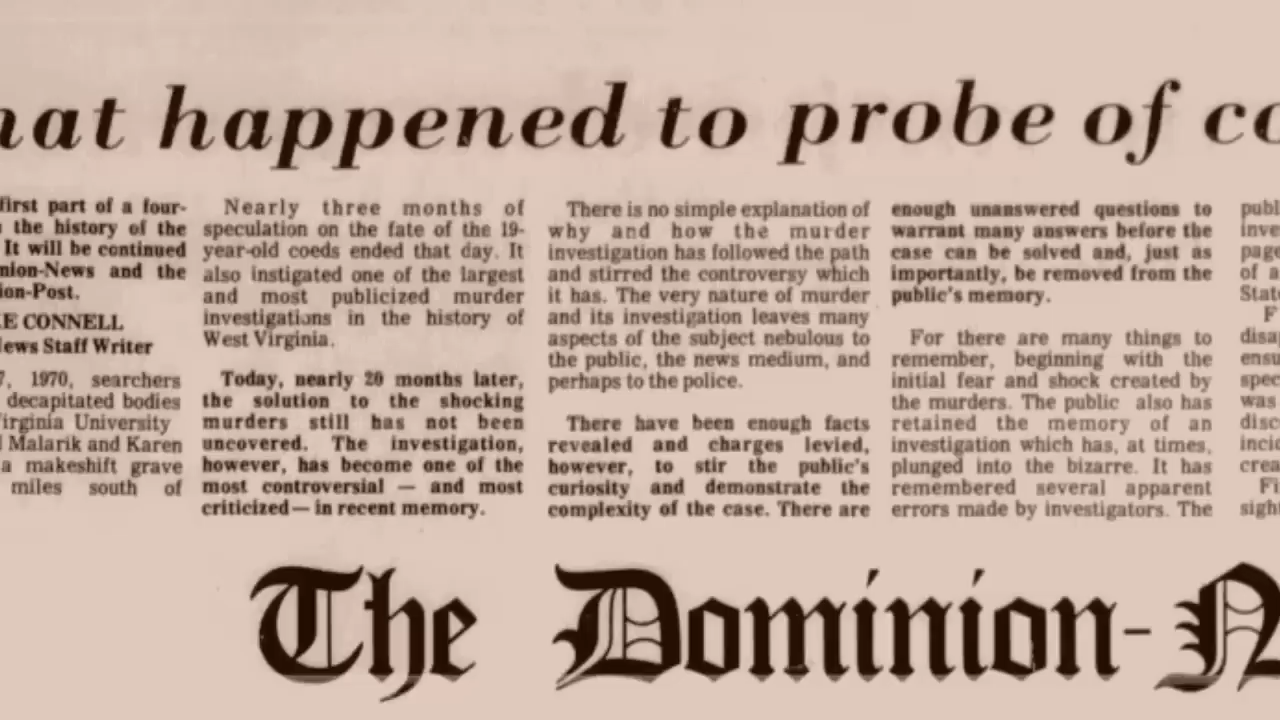 hat happened to probe of co
first part of a four-
the history of the
It will be continued
nion-News and the
ion-Post.
KE CONNELL
News Staff Writer
7, 1970, searchers
decapitated bodies
irginia University
Malarik and Karen
a makeshift grave
miles south of
Nearly three months of
speculation on the fate of the 19-
year-old coeds ended that day. It
also instigated one of the largest
and most publicized murder
investigations in the history of
West Virginia.
Today, nearly 20 months later,
the solution to the shocking
murders still has not been
uncovered. The investigation,
however, has become one of the
most controversial — and most
criticized— in recent memory.
There is no simple explanation of
why and how the murder
investigation has followed the path
and stirred the controversy which
it has. The very nature of murder
and its investigation leaves many
aspects of the subject nebulous to
the public, the news medium, and
perhaps to the police.
There have been enough facts
revealed and charges levied,
however, to stir the public's
curiosity and demonstrate the
complexity of the case. There are
enough unanswered questions to
warrant many answers before the
case can be solved and, just as
importantly, be removed from the
public's memory.
For there are many things to
remember, beginning with the
initial fear and shock created by
the murders. The public also has
retained the memory of an
investigation which has, at times,
plunged into the bizarre. It has
remembered several apparent
errors made by investigators. The
publ
inve
page
of a
State
F
disa
ensu
spec
was
disc
incid
crea
Fi
sigh
The Dominion-N